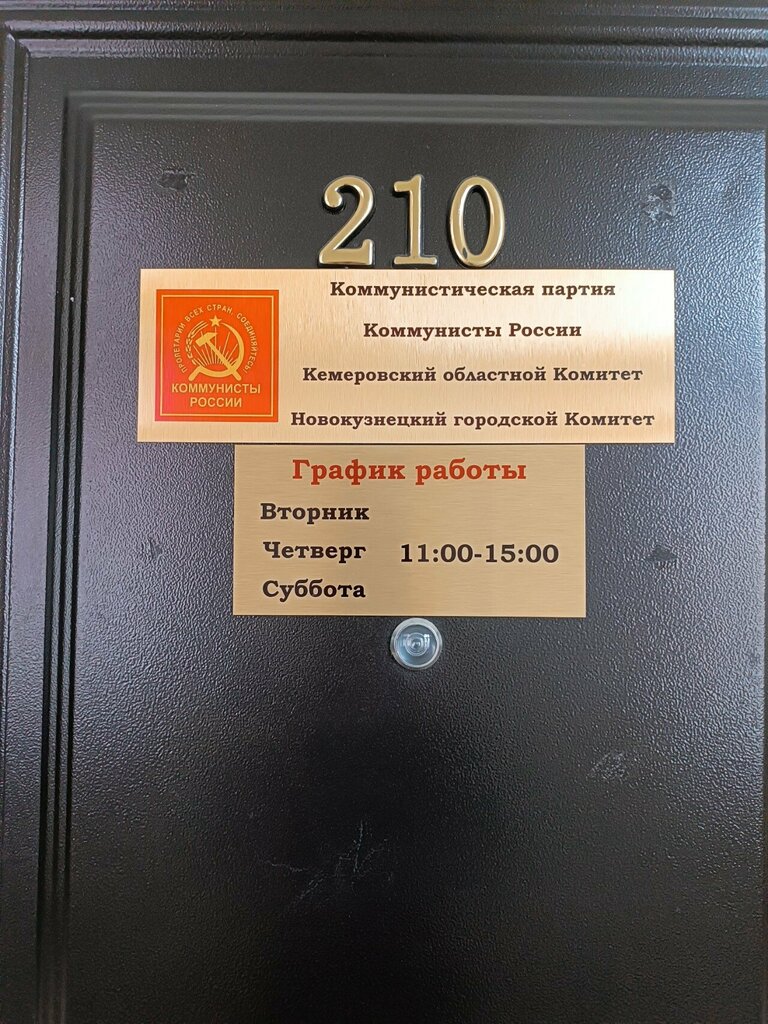 210
ПРОЛЕТАРИИ ВСЕХ СТРАН, СОЕДИНЯЙТЕСЬ!
КОММУНИСТЫ
РОССИИ
Коммунистическая партия
Коммунисты России
Кемеровский областной Комитет
Новокузнецкий городской Комитет
График работы
Вторник
Четверг 11:00-15:00
Суббота